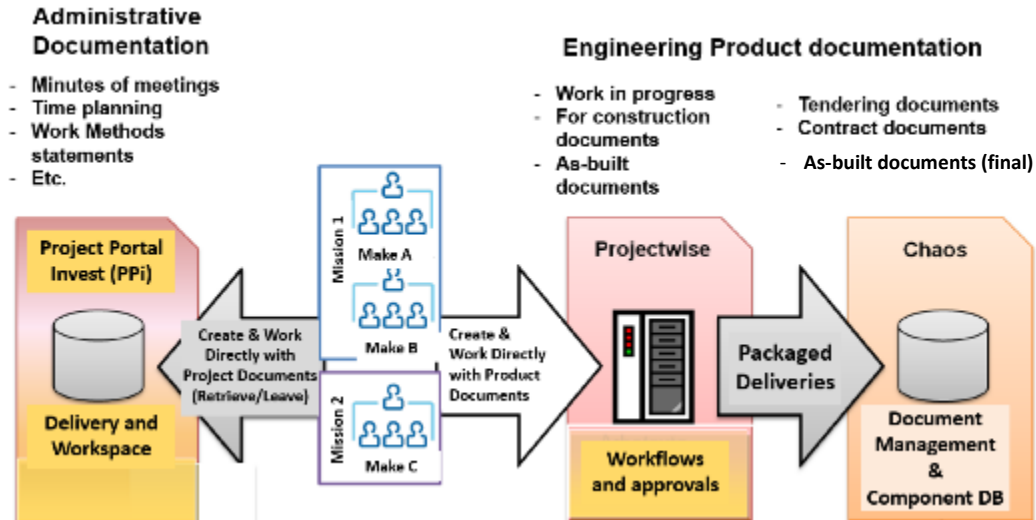 Administrative
Documentation
- Minutes of meetings
- Time planning
- Work Methods
statements
- Etc.
Engineering Product documentation
- Work in progress
- For construction
documents
- As-built
documents
- Tendering documents
- Contract documents
- As-built documents (final)
Project Portal
Invest (PPi)
Delivery and
Workspace
Create & Work
Directly with
Project Documents
(Retrieve/Leave)
Mission 1
Make A
Make B
Mission 2
Make C
Create &
Work Directly
with Product
Documents
Projectwise
Workflows
and approvals
Packaged
Deliveries
Chaos
Document
Management
&
Component DB